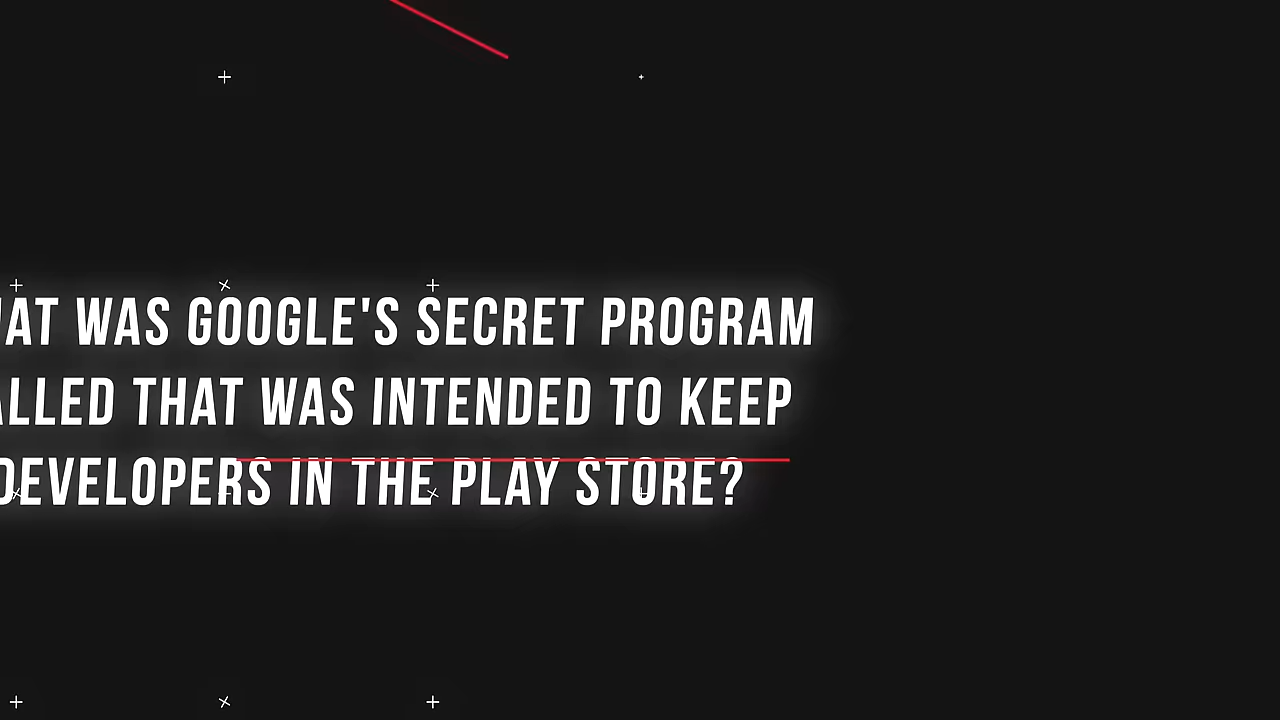 AT WAS GOOGLE'S SECRET PROGRAM
ALLED THAT WAS INTENDED TO KEEP
DEVELOPERS IN THE PLAY STORE?